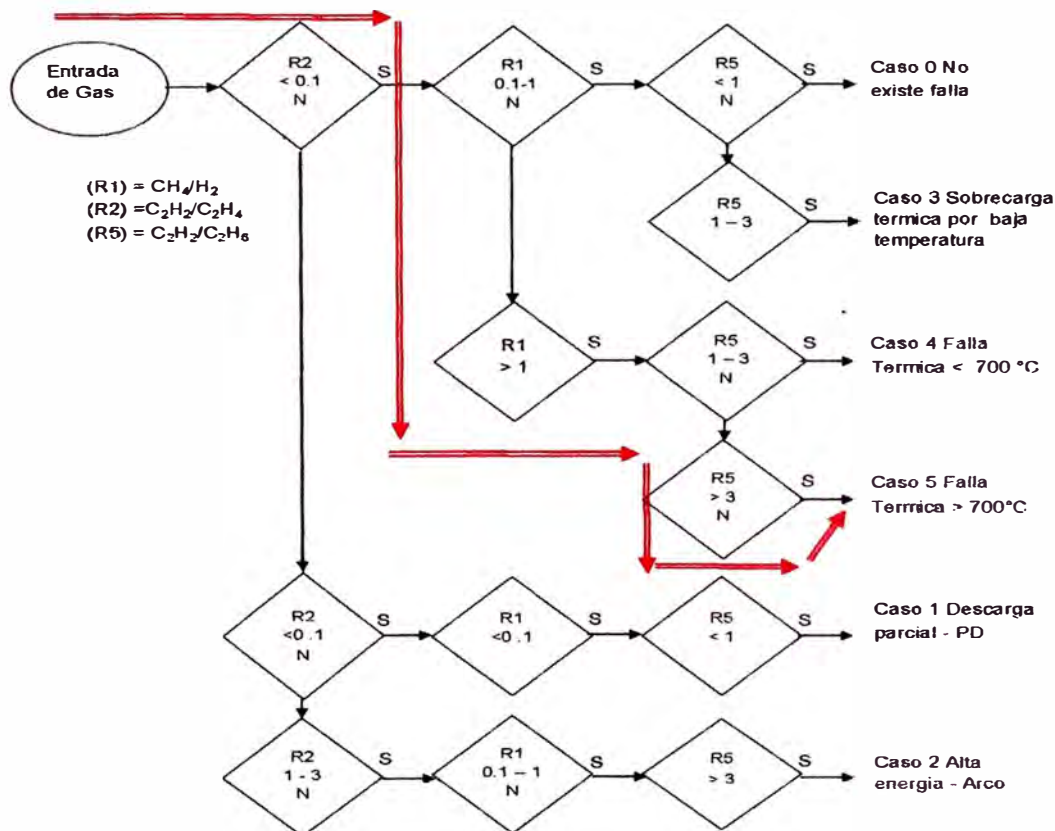 Entrada
de Gas
R2
< 0.1
N
S
R1
0.1-1
N
S
R5
< 1
N
S
Caso 0 No
existe falla
(R1) = CH4/H2
(R2) =C2H2/C2H4
(R5) = C2H2/C2H6
R5
1 – 3
S
Caso 3 Sobrecarga
termica por baja
temperatura
R1
> 1
S
R5
1 – 3
N
S
Caso 4 Falla
Termica < 700 °C
R5
> 3
N
S
Caso 5 Falla
Termica > 700°C
R2
<0.1
N
S
R1
<0.1
S
R5
< 1
S
Caso 1 Descarga
parcial - PD
R2
1 - 3
N
S
R1
0.1 – 1
N
S
R5
> 3
S
Caso 2 Alta
energia - Arco